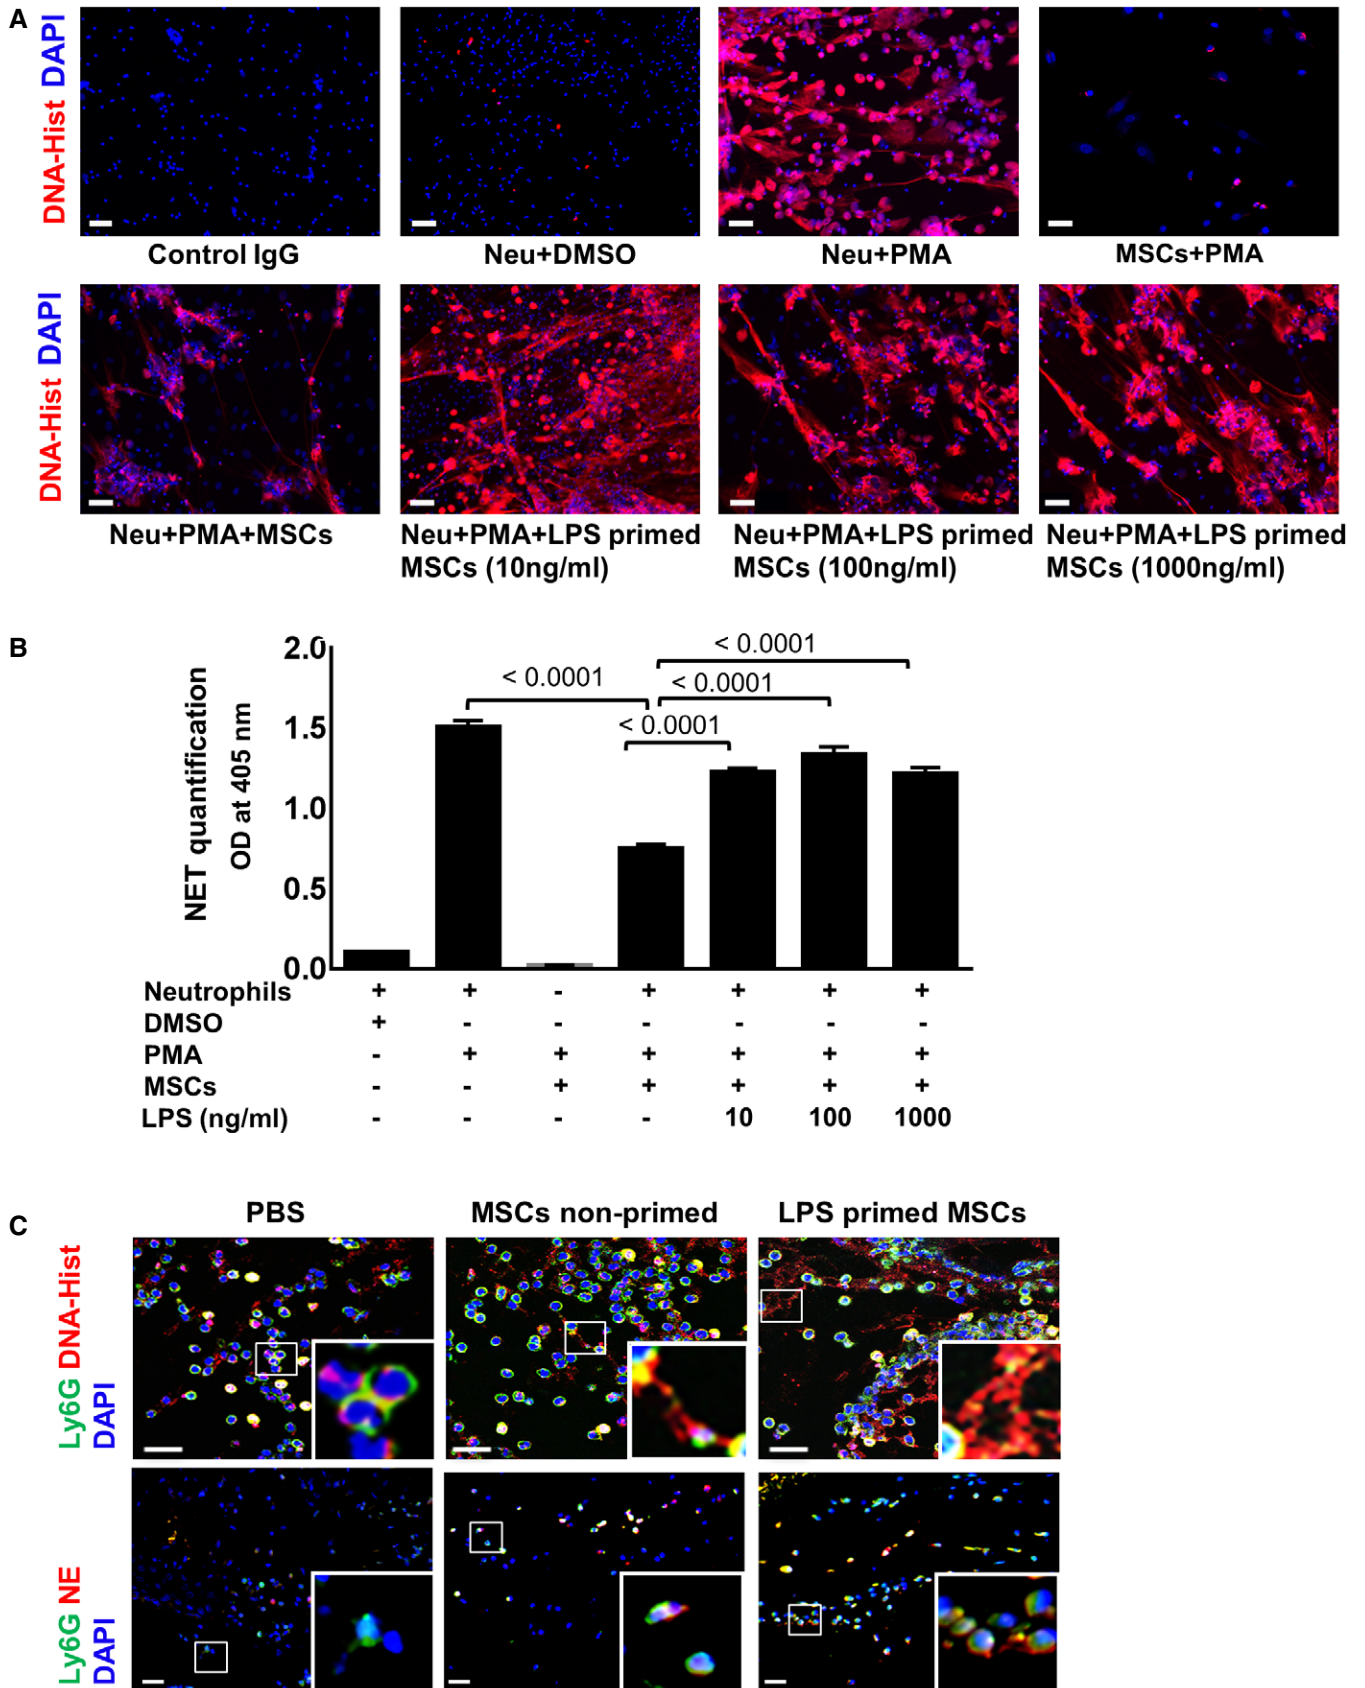 A
DNA-Hist DAPI
Control IgG
Neu+DMSO
Neu+PMA
MSCs+PMA
DNA-Hist DAPI
Neu+PMA+MSCs
Neu+PMA+LPS primed
MSCs (10ng/ml)
Neu+PMA+LPS primed
MSCs (100ng/ml)
Neu+PMA+LPS primed
MSCs (1000ng/ml)
B
NET quantification
OD at 405 nm
2.0
1.5
1.0
0.5
0.0
< 0.0001
< 0.0001
< 0.0001
< 0.0001
Neutrophils + + - + + + +
DMSO + - - - - - -
PMA - + + + + + +
MSCs - - + + + + +
LPS (ng/ml) - - - - 10 100 1000
C
PBS
MSCs non-primed
LPS primed MSCs
Ly6G DNA-Hist
DAPI
Ly6G NE
DAPI